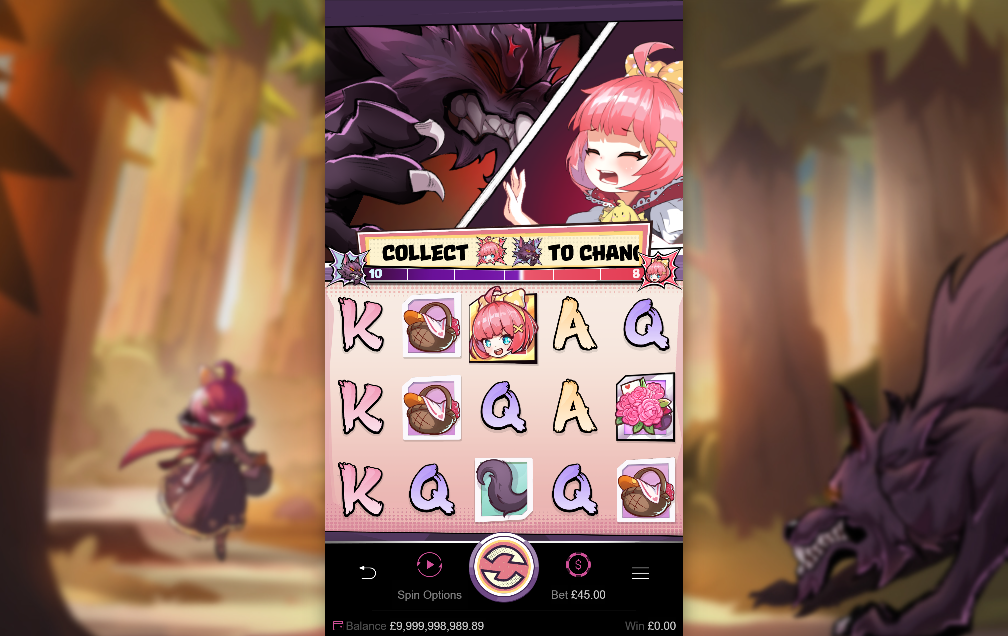 COLLECT TO CHANG
10 8
K A Q
K Q A
K Q Q
Spin Options
$
Bet £45.00
Balance £9,999,998,989.89
Win £0.00